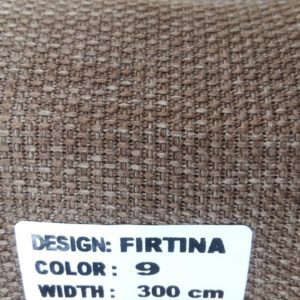 DESIGN: FIRTINA
COLOR : 9
WIDTH : 300 cm